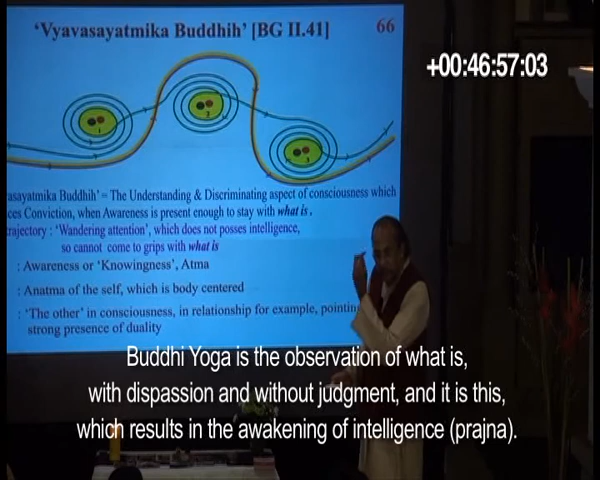 'Vyavasayatmika Buddhih' [BG II.41]
66
+00:46:57:03
asayatmika Buddhih' = The Understanding & Discriminating aspect of consciousness which
ces Conviction, when Awareness is present enough to stay with what is.
rajectory : 'Wandering attention', which does not posses intelligence,
so cannot come to grips with what is
: Awareness or 'Knowingness', Atma
: Anatma of the self, which is body centered
: 'The other' in consciousness, in relationship for example, pointin
strong presence of duality
Buddhi Yoga is the observation of what is,
with dispassion and without judgment, and it is this,
which results in the awakening of intelligence (prajna).